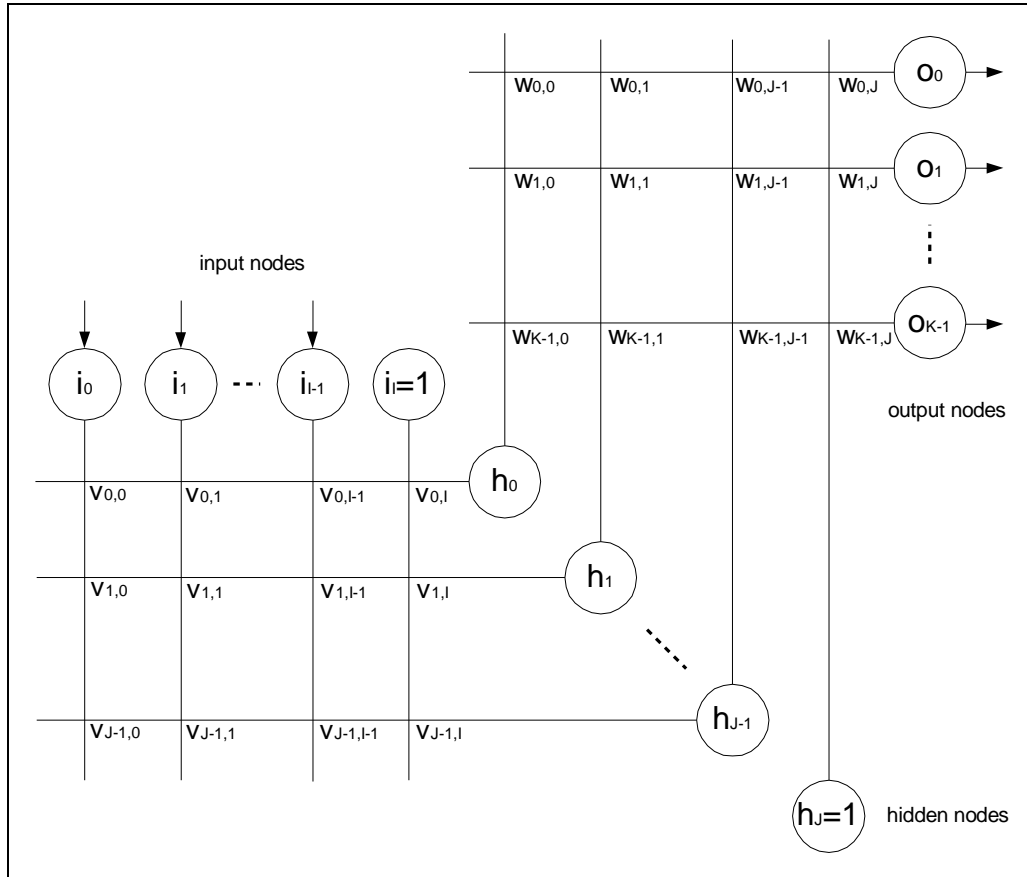 w0,0 w0,1 w0,J-1 w0,J o0
w1,0 w1,1 w1,J-1 w1,J o1
input nodes
wK-1,0 wK-1,1 wK-1,J-1 wK-1,J oK-1
i0 i1 iI-1 iI=1
output nodes
v0,0 v0,1 v0,I-1 v0,I h0
v1,0 v1,1 v1,I-1 v1,I h1
vJ-1,0 vJ-1,1 vJ-1,I-1 vJ-1,I hJ-1
hJ=1 hidden nodes